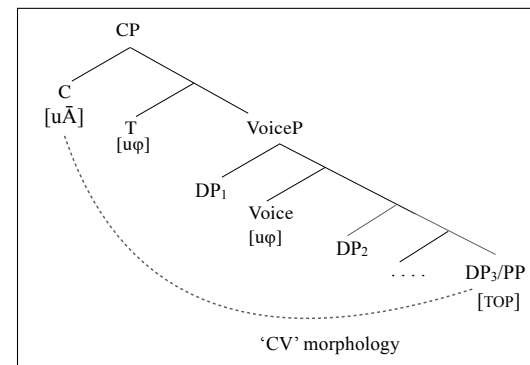 CP
C
[uĀ]
T
[uφ]
VoiceP
DP₁
Voice
[uφ]
DP₂
. . . .
DP₃/PP
[TOP]
‘CV’ morphology